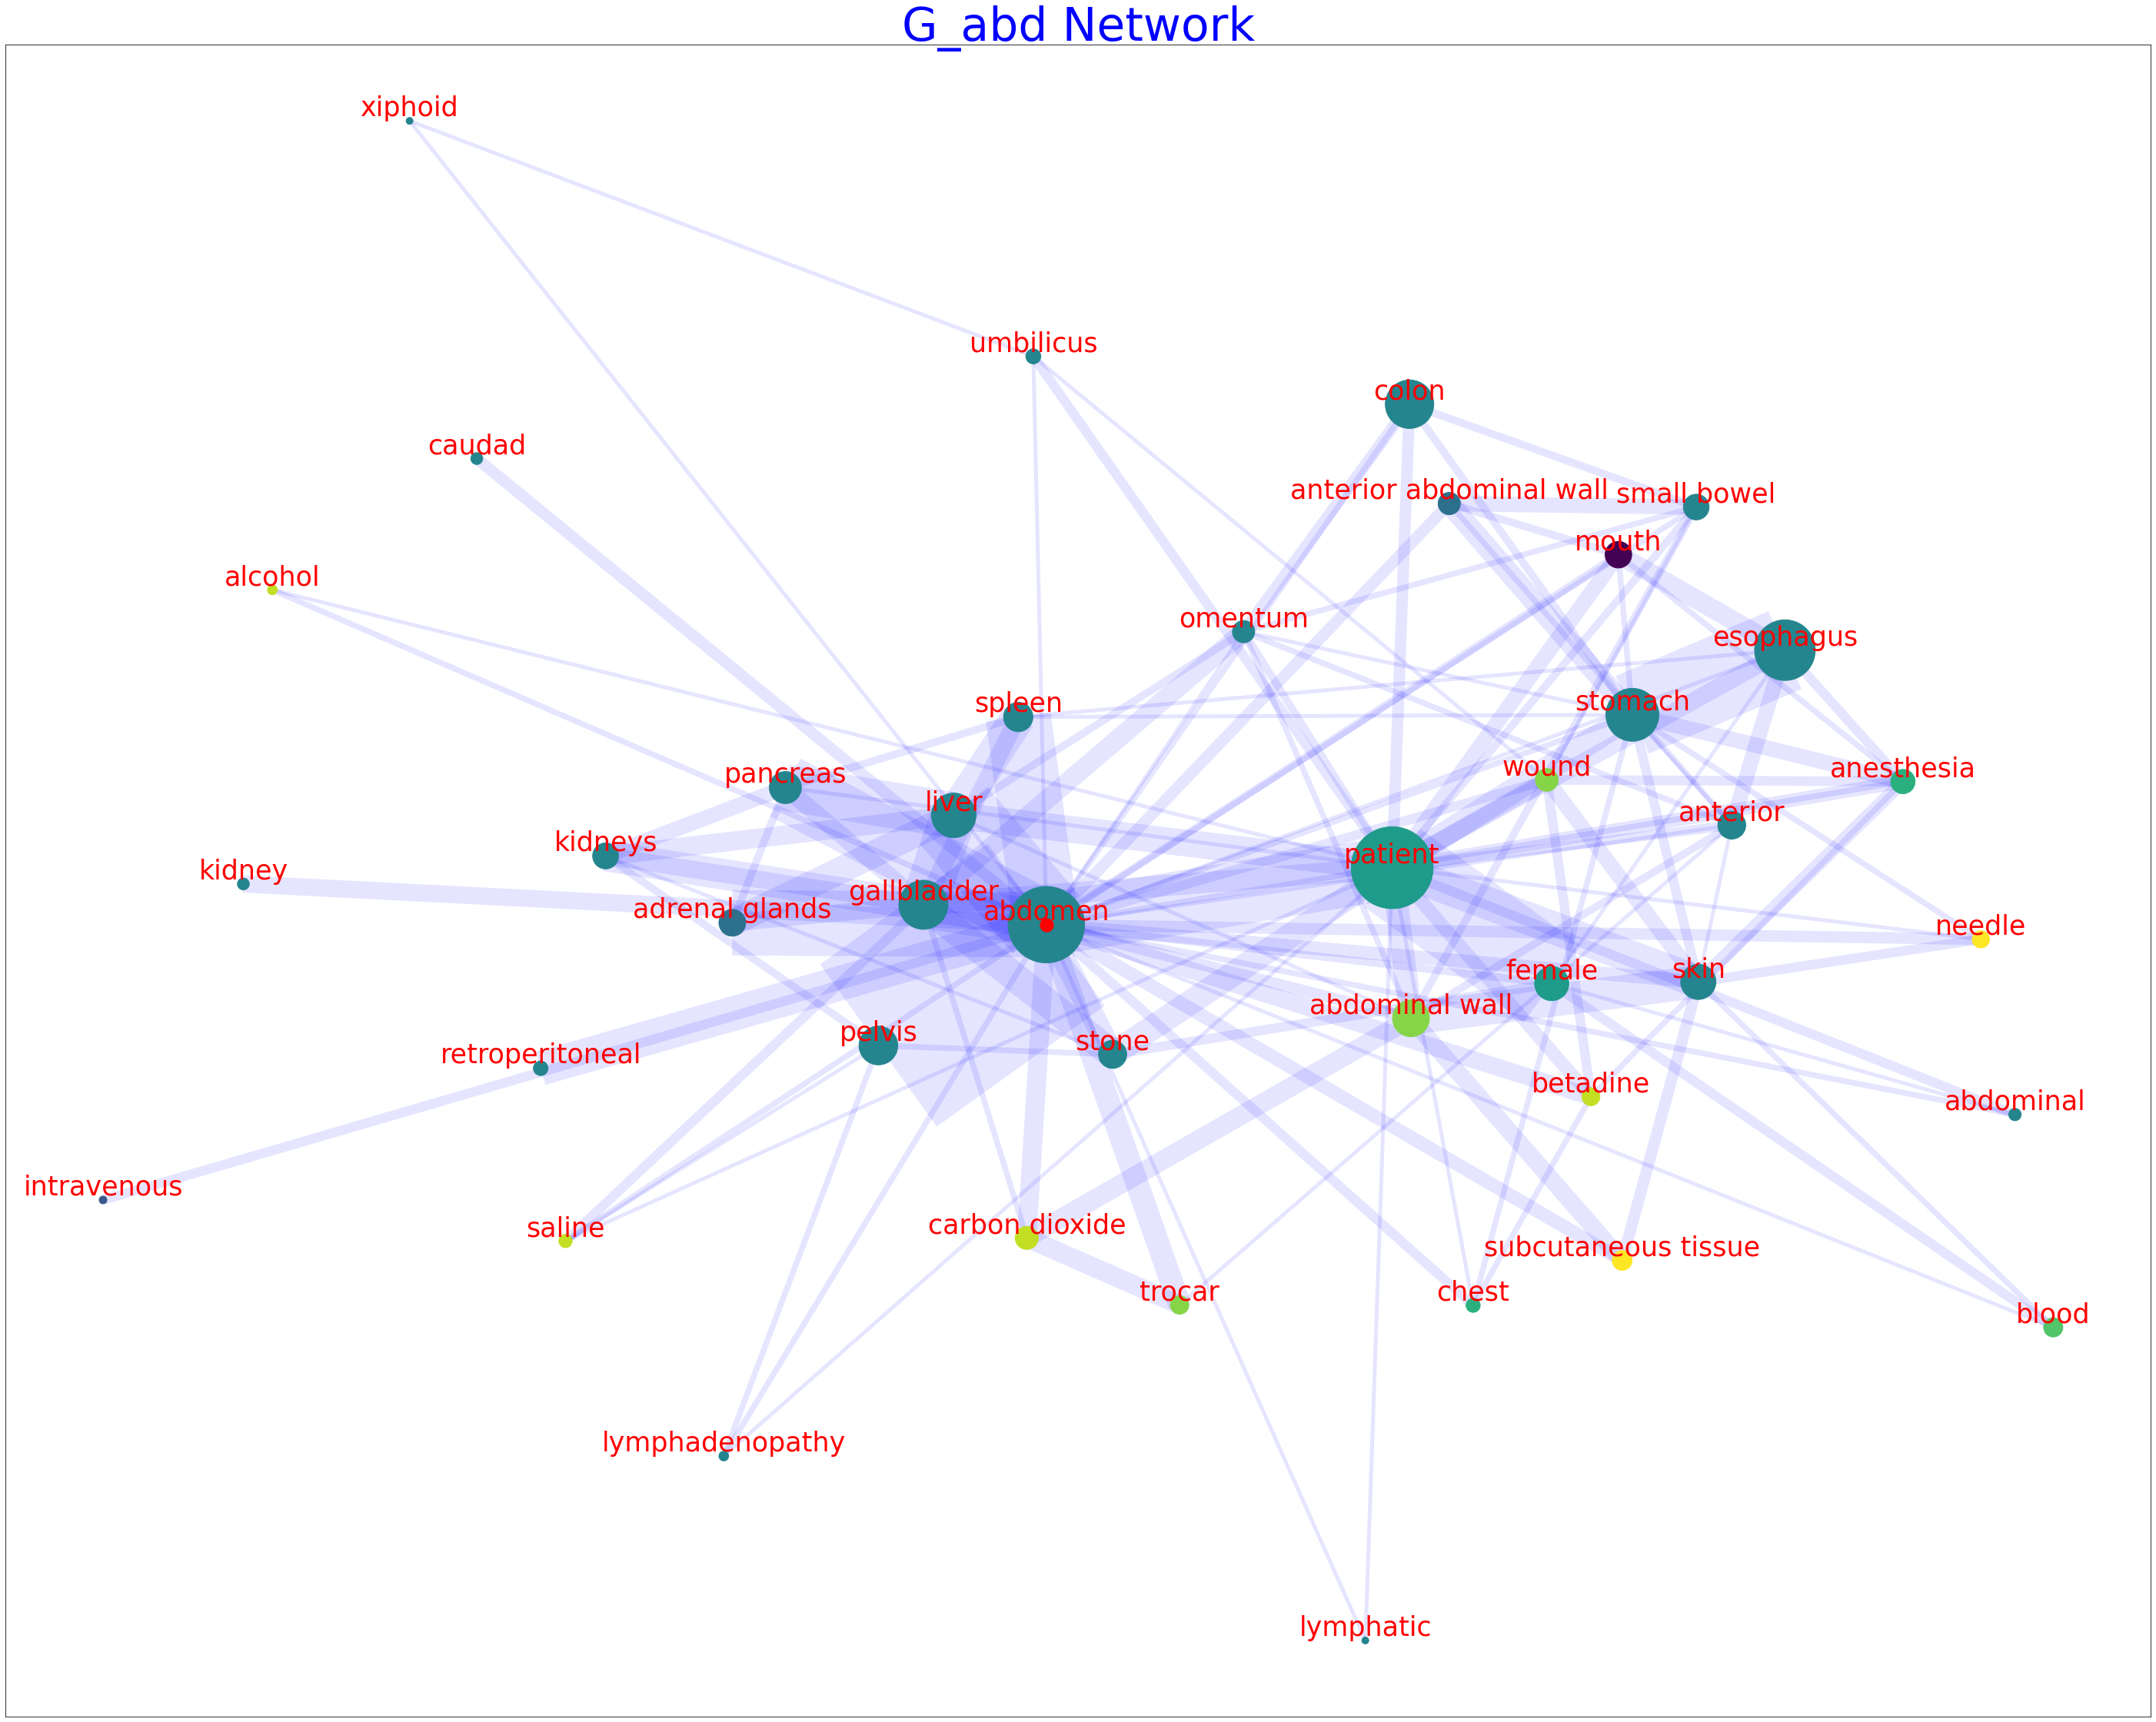 G_abd Network
xiphoid
umbilicus
colon
caudad
anterior abdominal wall
small bowel
mouth
alcohol
omentum
esophagus
spleen
stomach
pancreas
wound
anesthesia
liver
anterior
kidneys
patient
kidney
gallbladder
adrenal glands
abdomen
needle
female
skin
abdominal wall
pelvis
stone
retroperitoneal
betadine
abdominal
intravenous
saline
carbon dioxide
subcutaneous tissue
trocar
chest
blood
lymphadenopathy
lymphatic